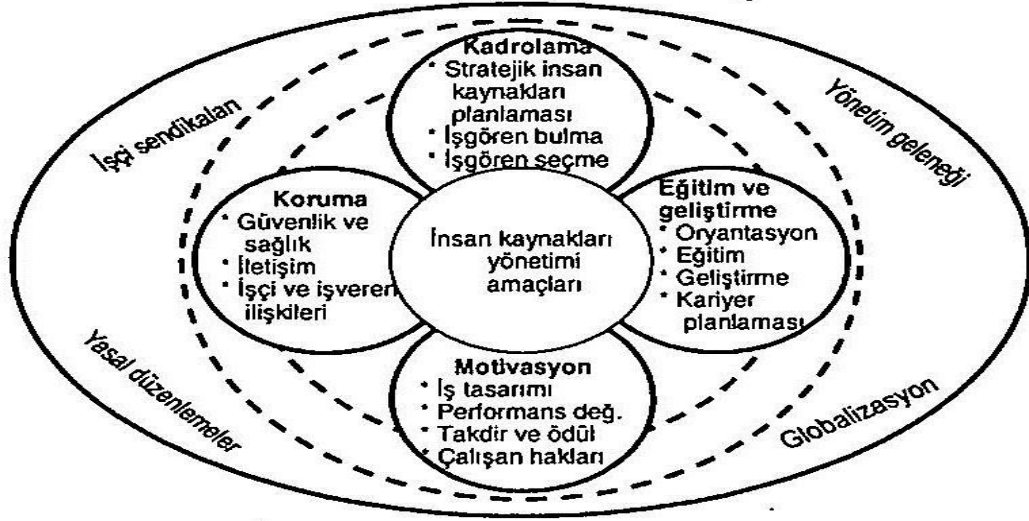 Kadrolama
* Stratejik insan
kaynakları
planlaması
* İşgören bulma
* İşgören seçme
İşçi sendikaları
Yönetim geleneği
Koruma
* Güvenlik ve
sağlık
* İletişim
* İşçi ve işveren
ilişkileri
İnsan kaynakları
yönetimi
amaçları
Eğitim ve
geliştirme
* Oryantasyon
* Eğitim
* Geliştirme
* Kariyer
planlaması
Motivasyon
* İş tasarımı
* Performans değ.
* Takdir ve ödül
* Çalışan hakları
Yasal düzenlemeler
Globalizasyon